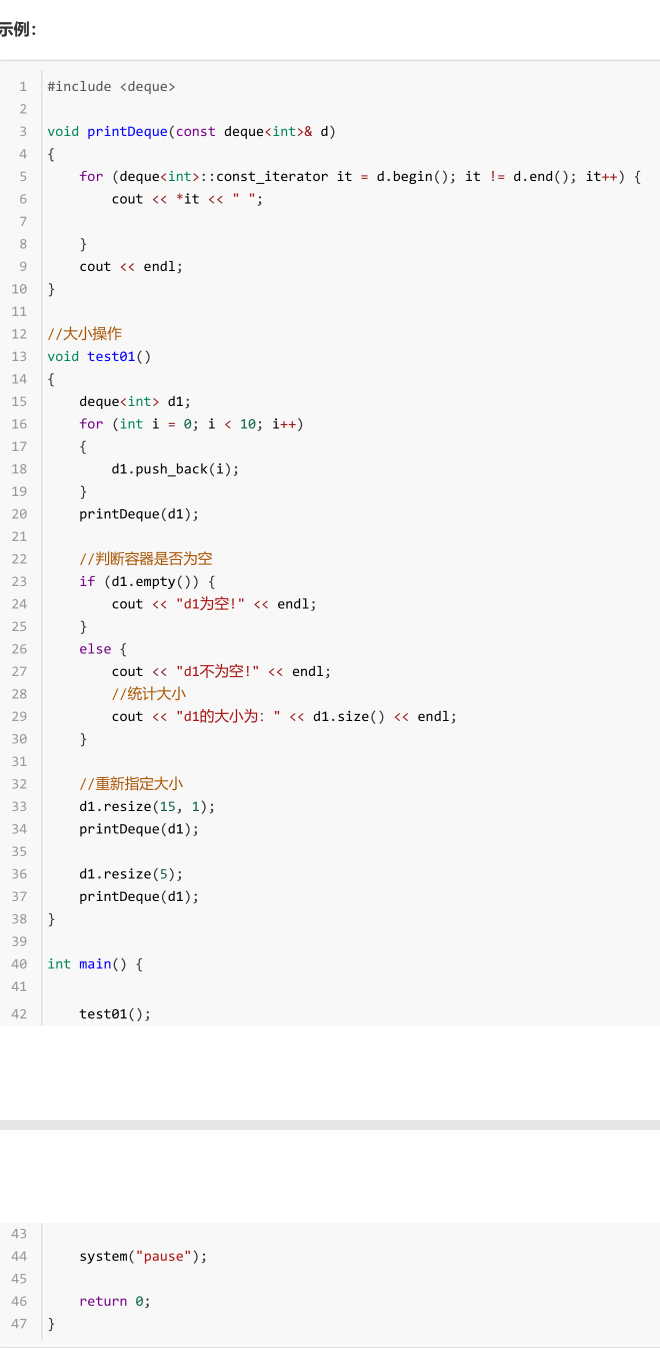 示例：
1 #include <deque>
2
3 void printDeque(const deque<int>& d)
4 {
5     for (deque<int>::const_iterator it = d.begin(); it != d.end(); it++) {
6         cout << *it << " ";
7
8     }
9     cout << endl;
10 }
11
12 //大小操作
13 void test01()
14 {
15     deque<int> d1;
16     for (int i = 0; i < 10; i++)
17     {
18         d1.push_back(i);
19     }
20     printDeque(d1);
21
22     //判断容器是否为空
23     if (d1.empty()) {
24         cout << "d1为空!" << endl;
25     }
26     else {
27         cout << "d1不为空!" << endl;
28         //统计大小
29         cout << "d1的大小为：" << d1.size() << endl;
30     }
31
32     //重新指定大小
33     d1.resize(15, 1);
34     printDeque(d1);
35
36     d1.resize(5);
37     printDeque(d1);
38 }
39
40 int main() {
41
42     test01();
43
44     system("pause");
45
46     return 0;
47 }